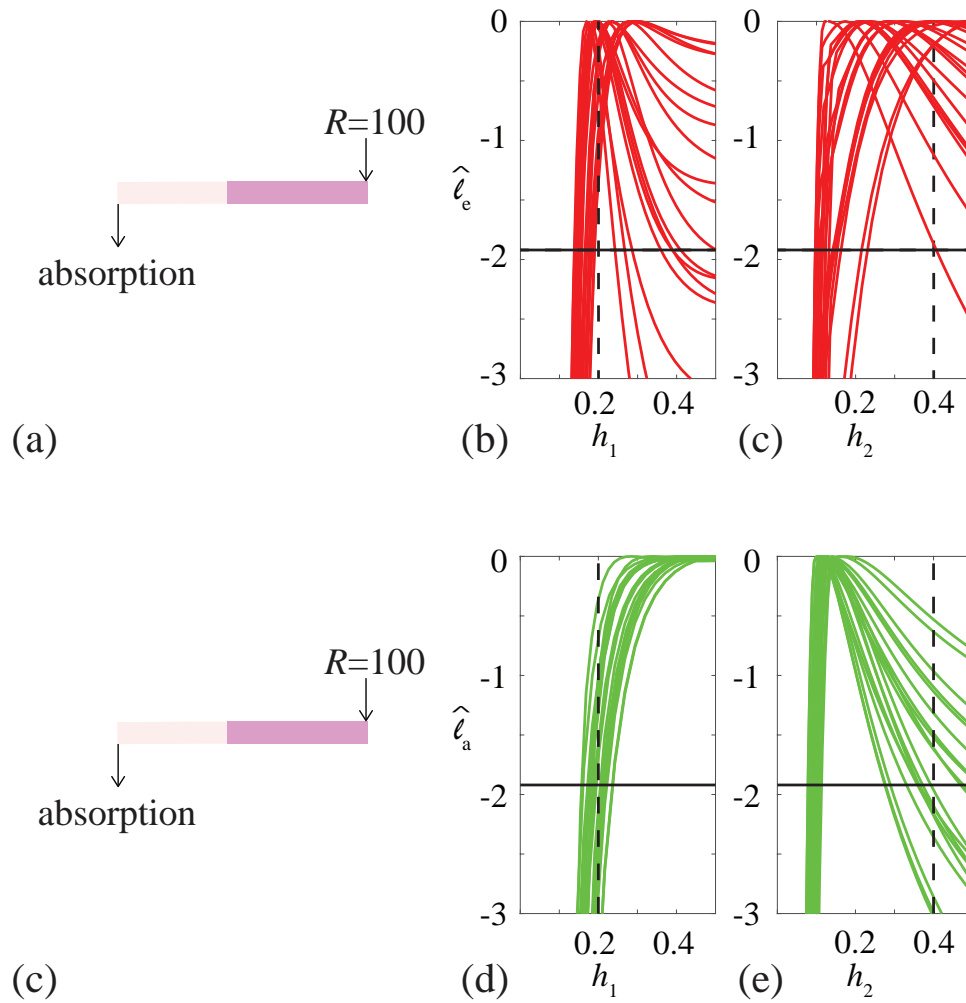 R=100
absorption
(a)
0
-1
ℓ̂ₑ
-2
-3
0.2 0.4
h₁
(b)
0
-1
-2
-3
0.2 0.4
h₂
(c)
R=100
absorption
(c)
0
-1
ℓ̂ₐ
-2
-3
0.2 0.4
h₁
(d)
0
-1
-2
-3
0.2 0.4
h₂
(e)